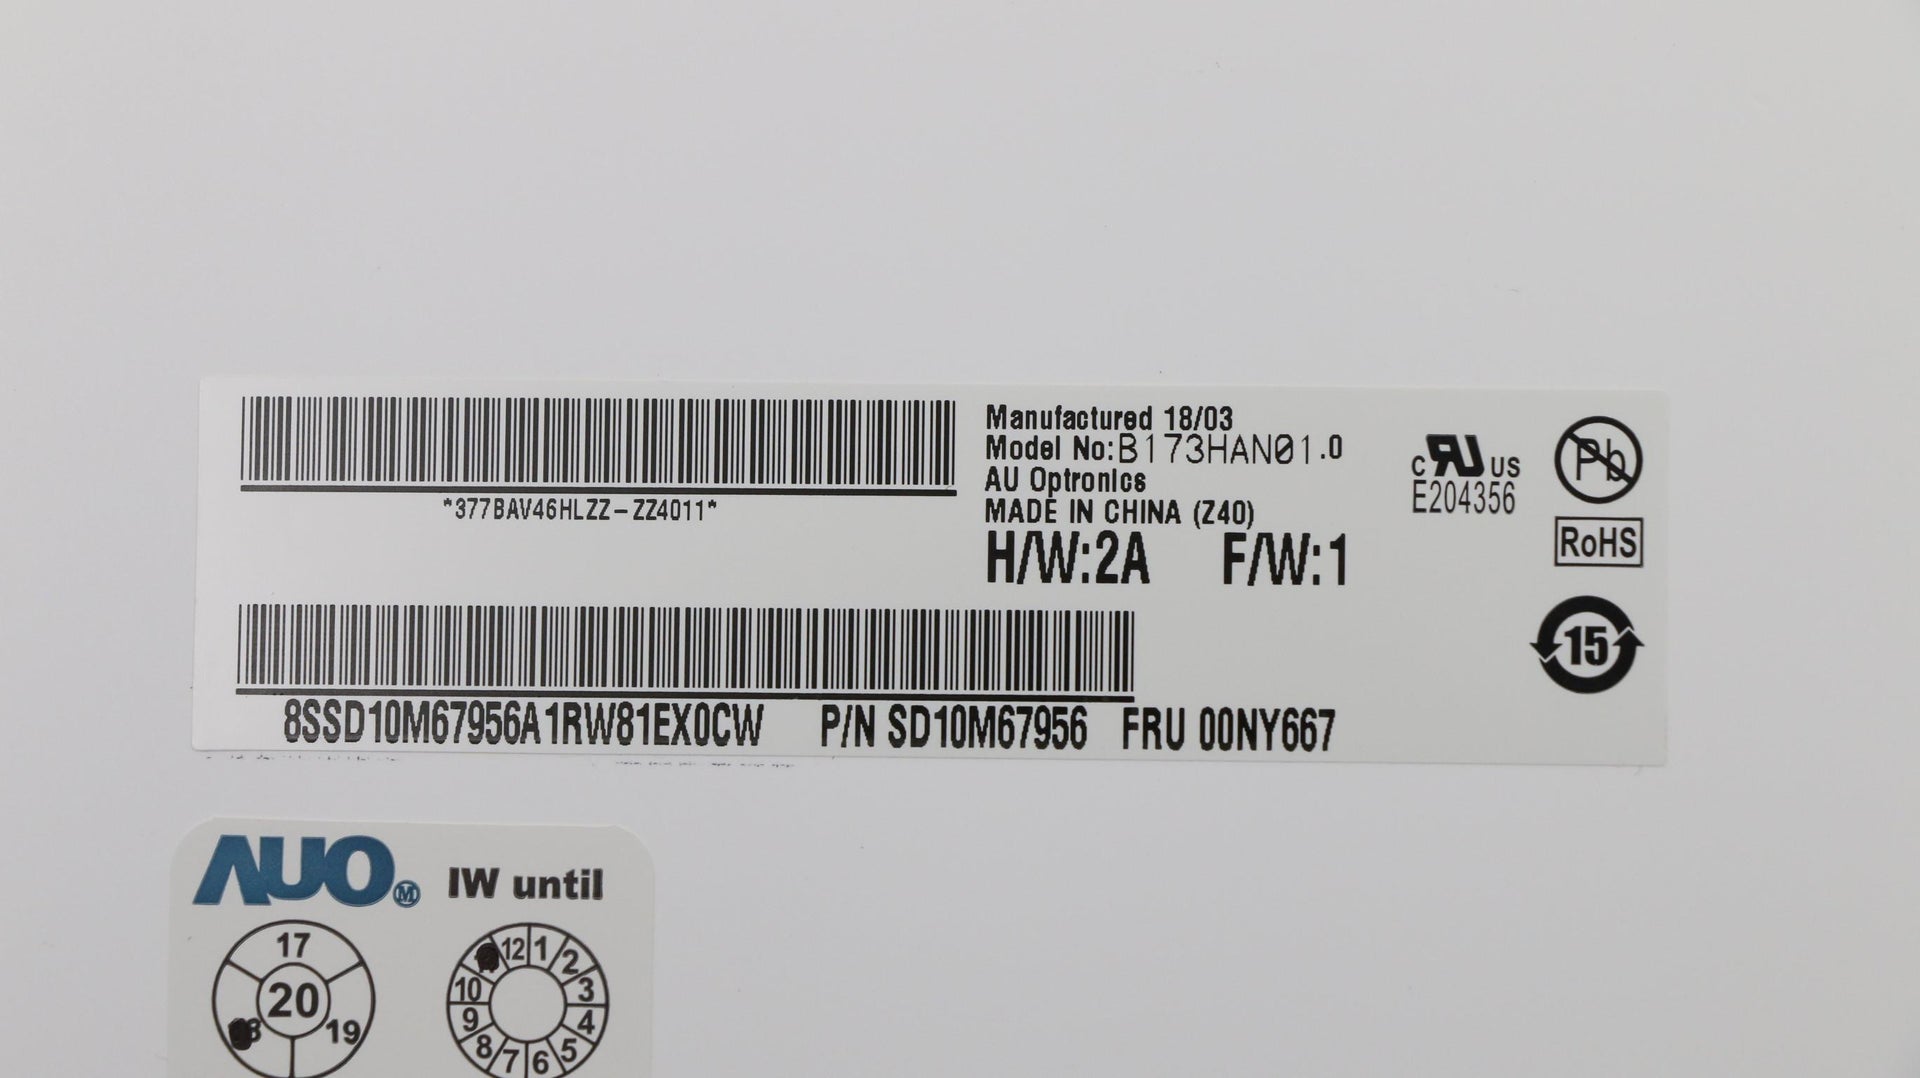 Manufactured 18/03
Model No:B173HAN01.0
AU Optronics
MADE IN CHINA (Z40)
H/W:2A F/W:1
*377BAV46HLZZ-ZZ4011*
c RU US
E204356
Pb
RoHS
15
8SSD10M67956A1RW81EX0CW P/N SD10M67956 FRU 00NY667
AUO M IW until
17
20
19
12 1 2 3 4 5 6 7 8 9 10